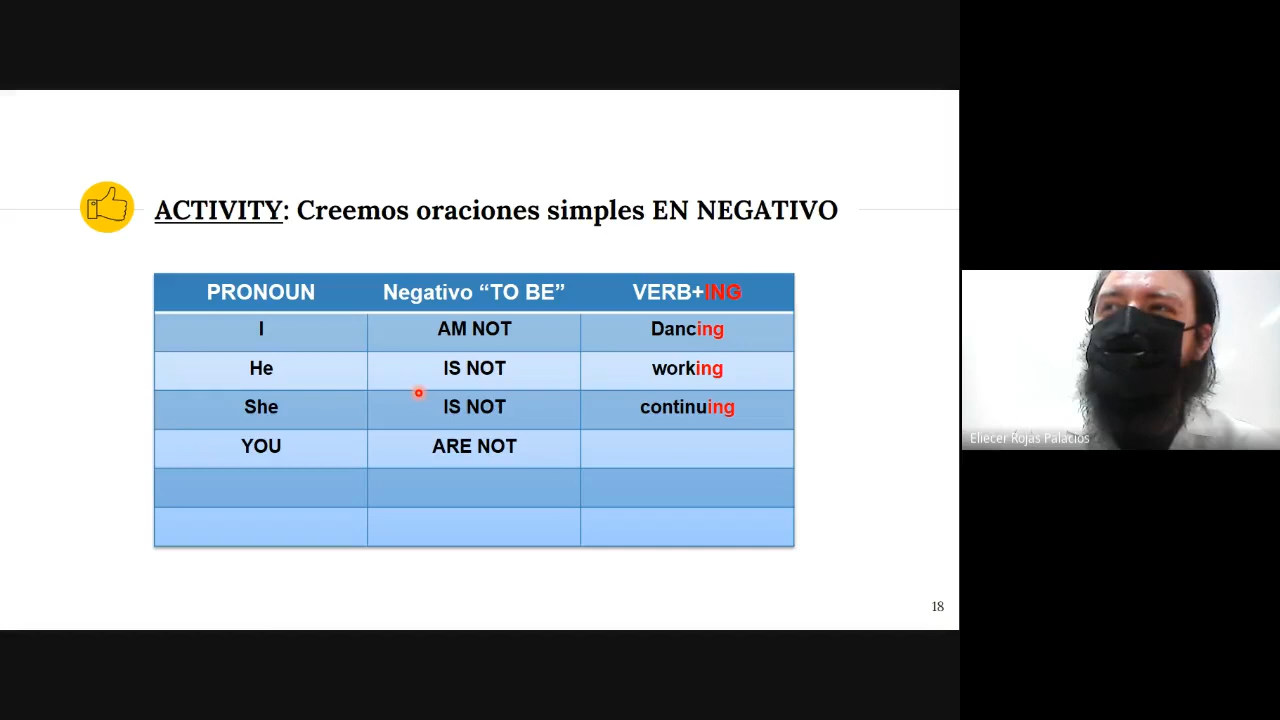 ACTIVITY: Creemos oraciones simples EN NEGATIVO
PRONOUN Negativo “TO BE” VERB+ING
I AM NOT Dancing
He IS NOT working
She IS NOT continuing
YOU ARE NOT
18
Eliecer Rojas Palacios